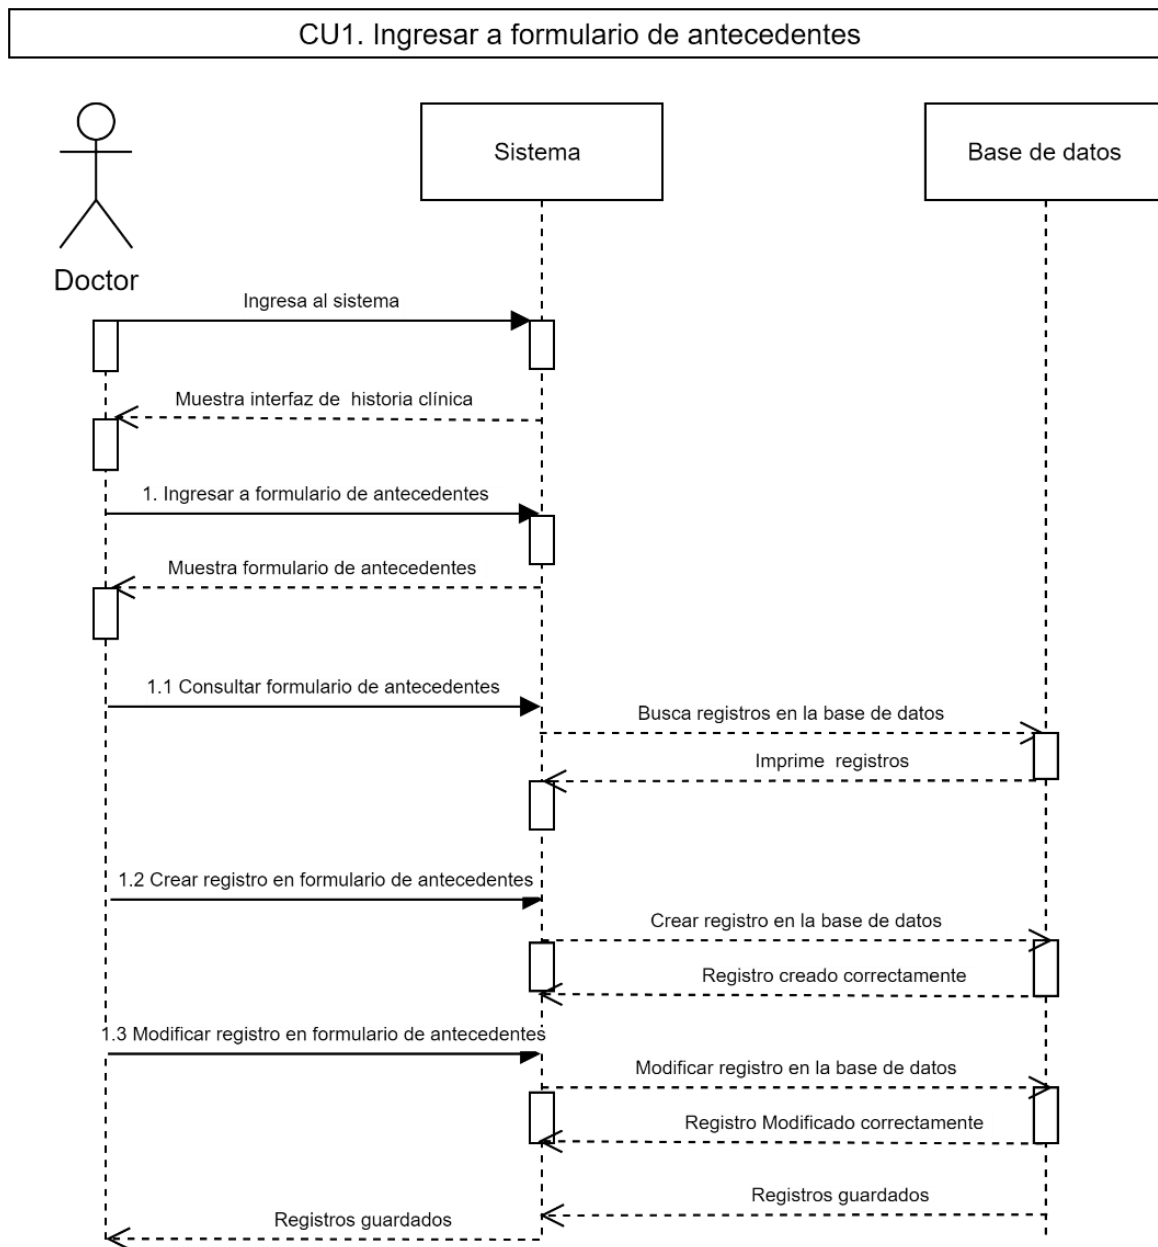 CU1. Ingresar a formulario de antecedentes
Sistema
Base de datos
Doctor
Ingresa al sistema
Muestra interfaz de historia clínica
1. Ingresar a formulario de antecedentes
Muestra formulario de antecedentes
1.1 Consultar formulario de antecedentes
Busca registros en la base de datos
Imprime registros
1.2 Crear registro en formulario de antecedentes
Crear registro en la base de datos
Registro creado correctamente
1.3 Modificar registro en formulario de antecedentes
Modificar registro en la base de datos
Registro Modificado correctamente
Registros guardados
Registros guardados